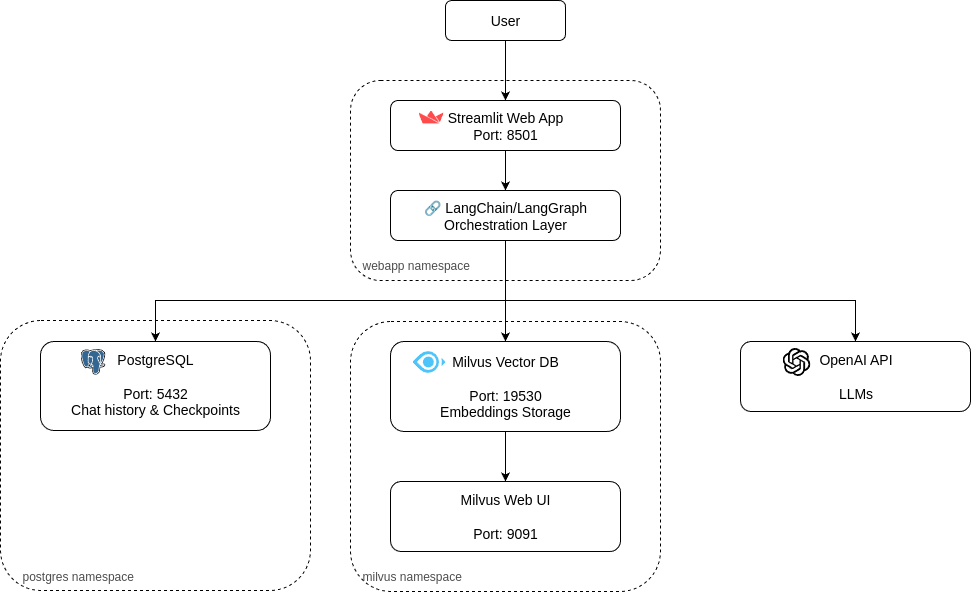 User
Streamlit Web App
Port: 8501
LangChain/LangGraph
Orchestration Layer
webapp namespace
PostgreSQL
Port: 5432
Chat history & Checkpoints
postgres namespace
Milvus Vector DB
Port: 19530
Embeddings Storage
Milvus Web UI
Port: 9091
milvus namespace
OpenAI API
LLMs